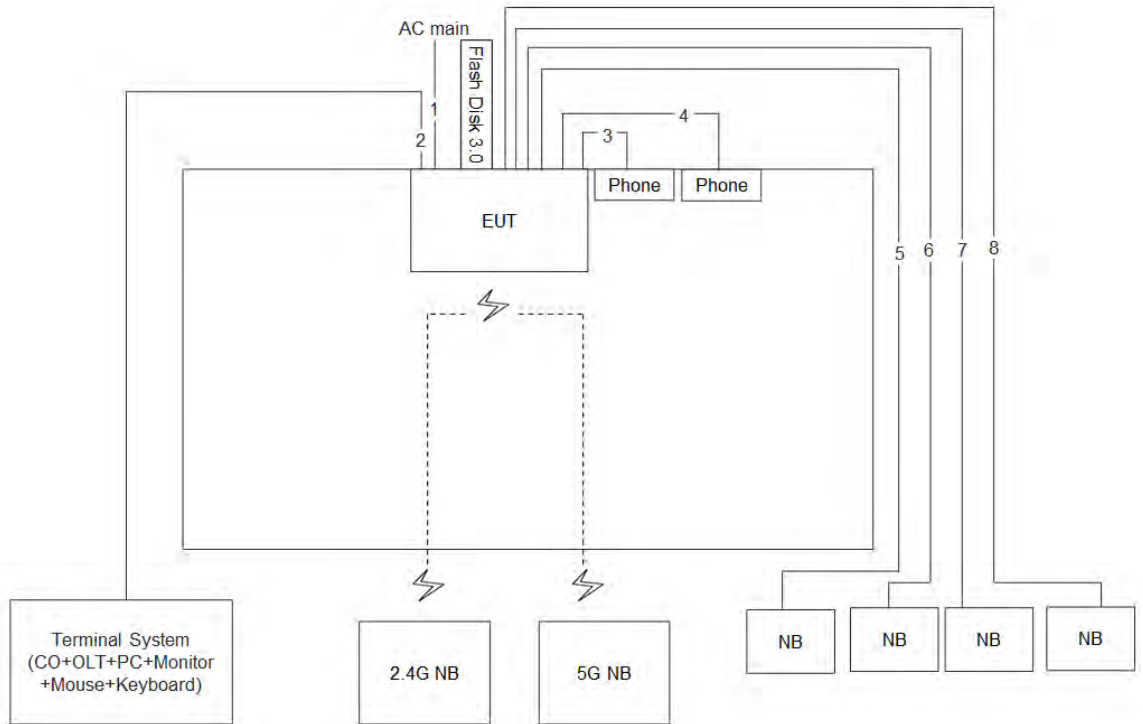 AC main
Flash Disk 3.0
1
2
3
4
Phone
Phone
EUT
5
6
7
8
Terminal System
(CO+OLT+PC+Monitor
+Mouse+Keyboard)
2.4G NB
5G NB
NB
NB
NB
NB